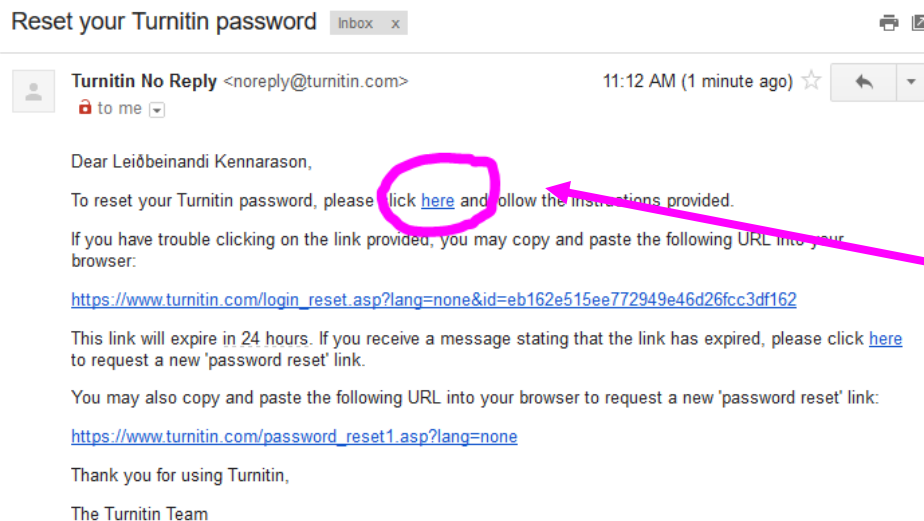 Reset your Turnitin password Inbox x
Turnitin No Reply <noreply@turnitin.com> 11:12 AM (1 minute ago)
to me
Dear Leiðbeinandi Kennarason,
To reset your Turnitin password, please click here and follow the instructions provided.
If you have trouble clicking on the link provided, you may copy and paste the following URL into your
browser:
https://www.turnitin.com/login_reset.asp?lang=none&id=eb162e515ee772949e46d26fcc3df162
This link will expire in 24 hours. If you receive a message stating that the link has expired, please click here
to request a new 'password reset' link.
You may also copy and paste the following URL into your browser to request a new 'password reset' link:
https://www.turnitin.com/password_reset1.asp?lang=none
Thank you for using Turnitin,
The Turnitin Team